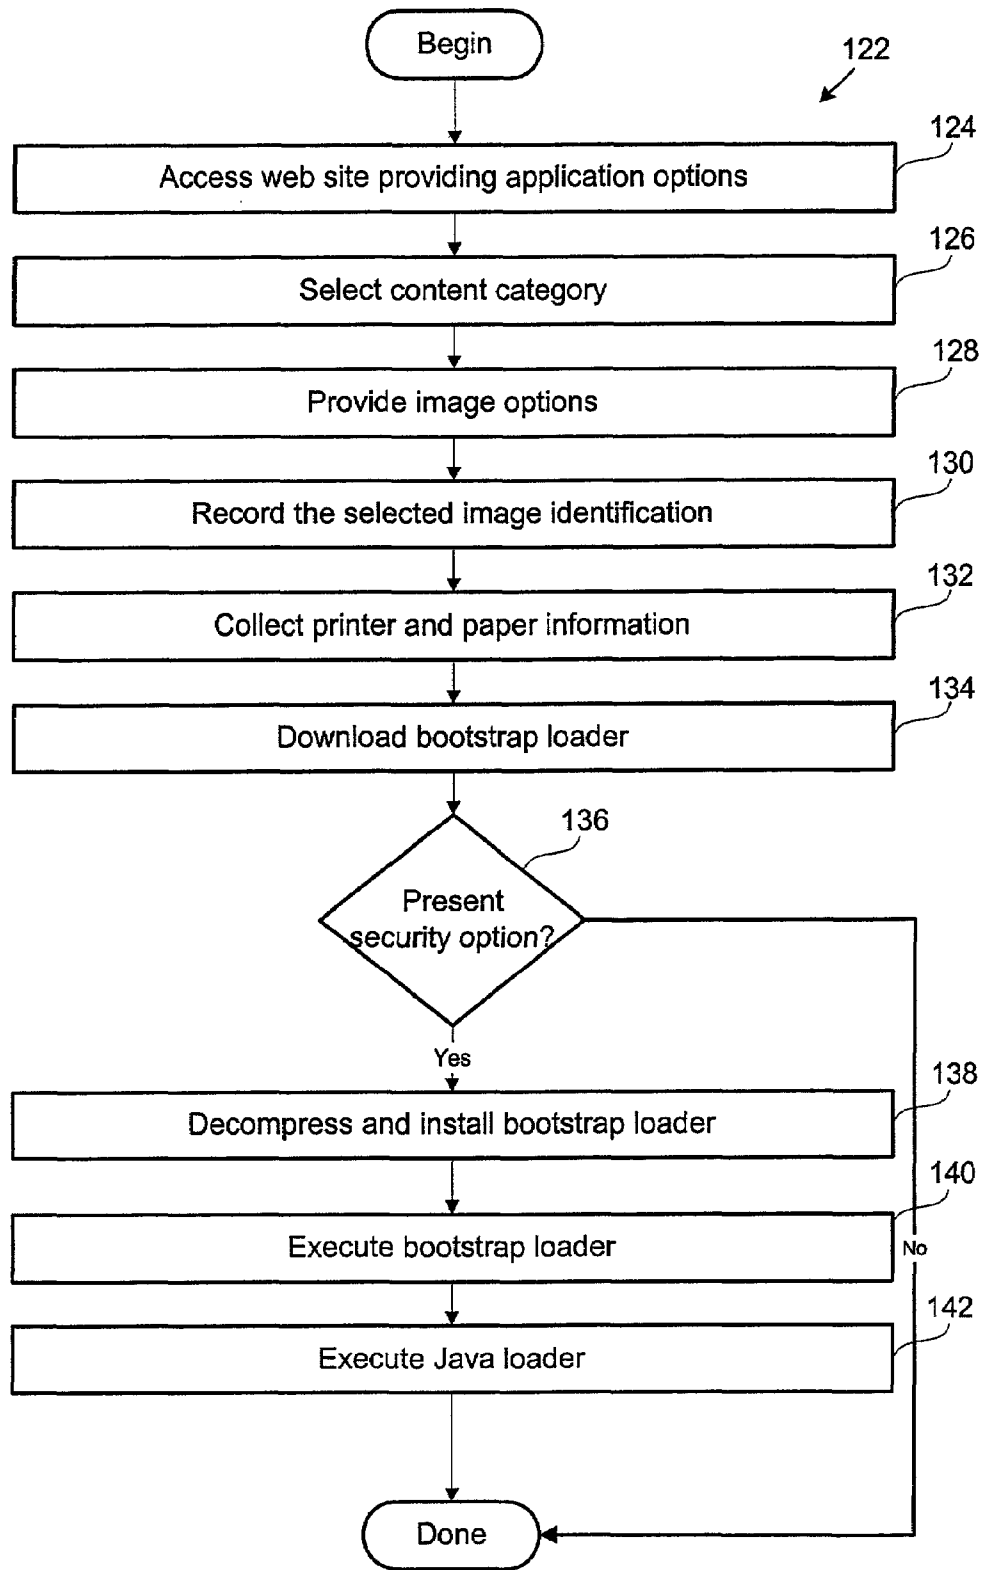 Begin
122
124
Access web site providing application options
126
Select content category
128
Provide image options
130
Record the selected image identification
132
Collect printer and paper information
134
Download bootstrap loader
136
Present
security option?
Yes
138
Decompress and install bootstrap loader
140
Execute bootstrap loader
No
142
Execute Java loader
Done